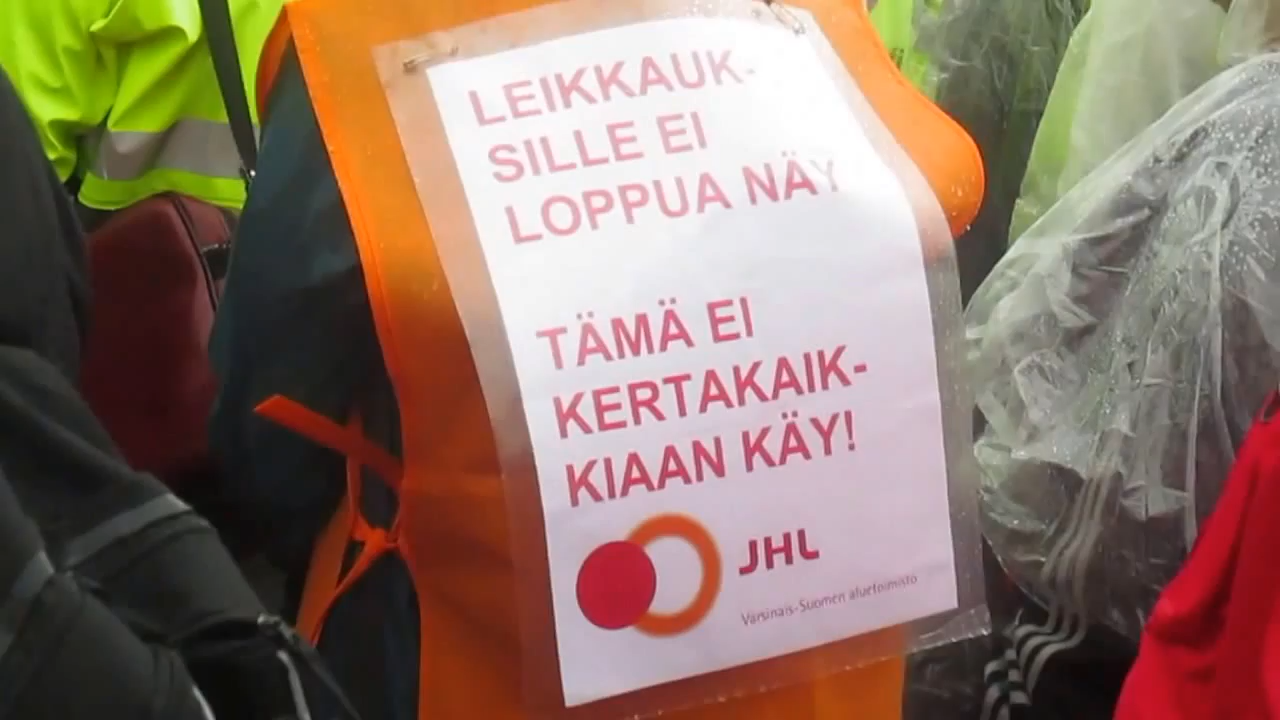 LEIKKAUK-
SILLE EI
LOPPUA NÄY
TÄMÄ EI
KERTAKAIK-
KIAAN KÄY!
JHL
Varsinais-Suomen aluetoimisto